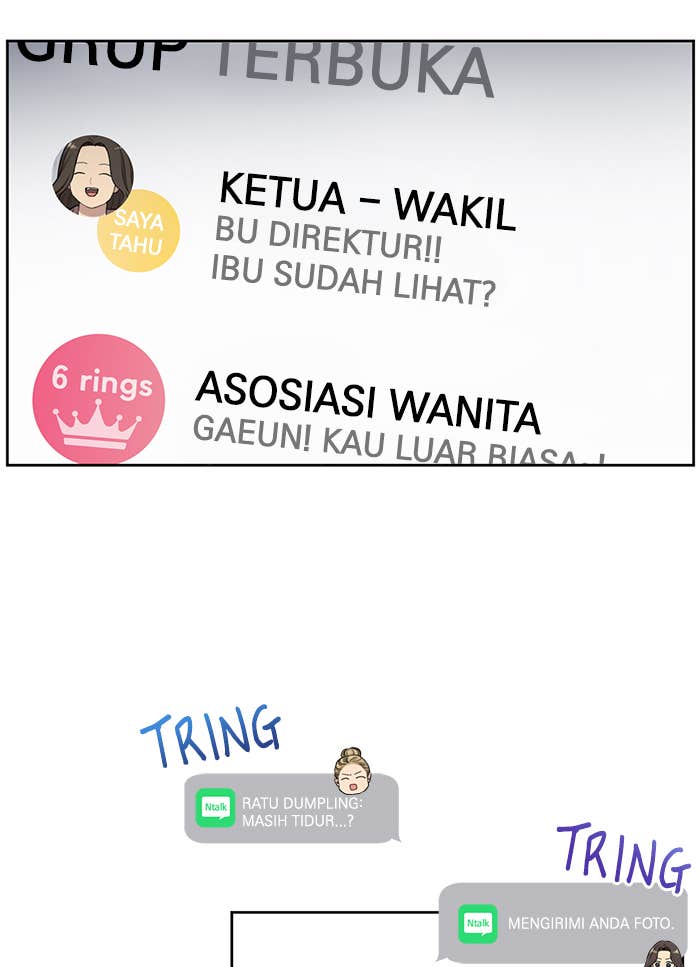 GRUP TERBUKA
SAYA
TAHU
KETUA - WAKIL
BU DIREKTUR!!
IBU SUDAH LIHAT?
6 rings
ASOSIASI WANITA
GAEUN! KAU LUAR BIASA~!
TRING
Ntalk
RATU DUMPLING:
MASIH TIDUR...?
TRING
Ntalk
MENGIRIMI ANDA FOTO.